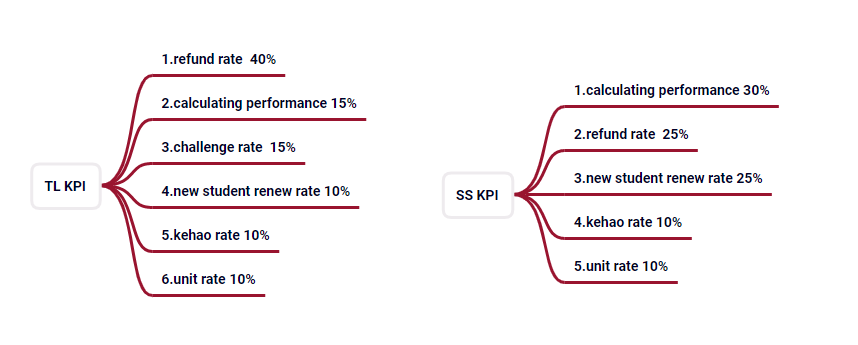 TL KPI
1.refund rate  40%
2.calculating performance 15%
3.challenge rate  15%
4.new student renew rate 10%
5.kehao rate 10%
6.unit rate 10%
SS KPI
1.calculating performance 30%
2.refund rate  25%
3.new student renew rate 25%
4.kehao rate 10%
5.unit rate 10%